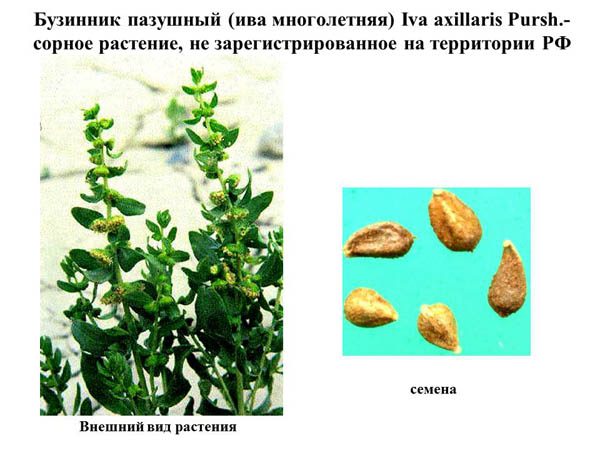 Бузинник пазушный (ива многолетняя) Iva axillaris Pursh.-
сорное растение, не зарегистрированное на территории РФ
семена
Внешний вид растения